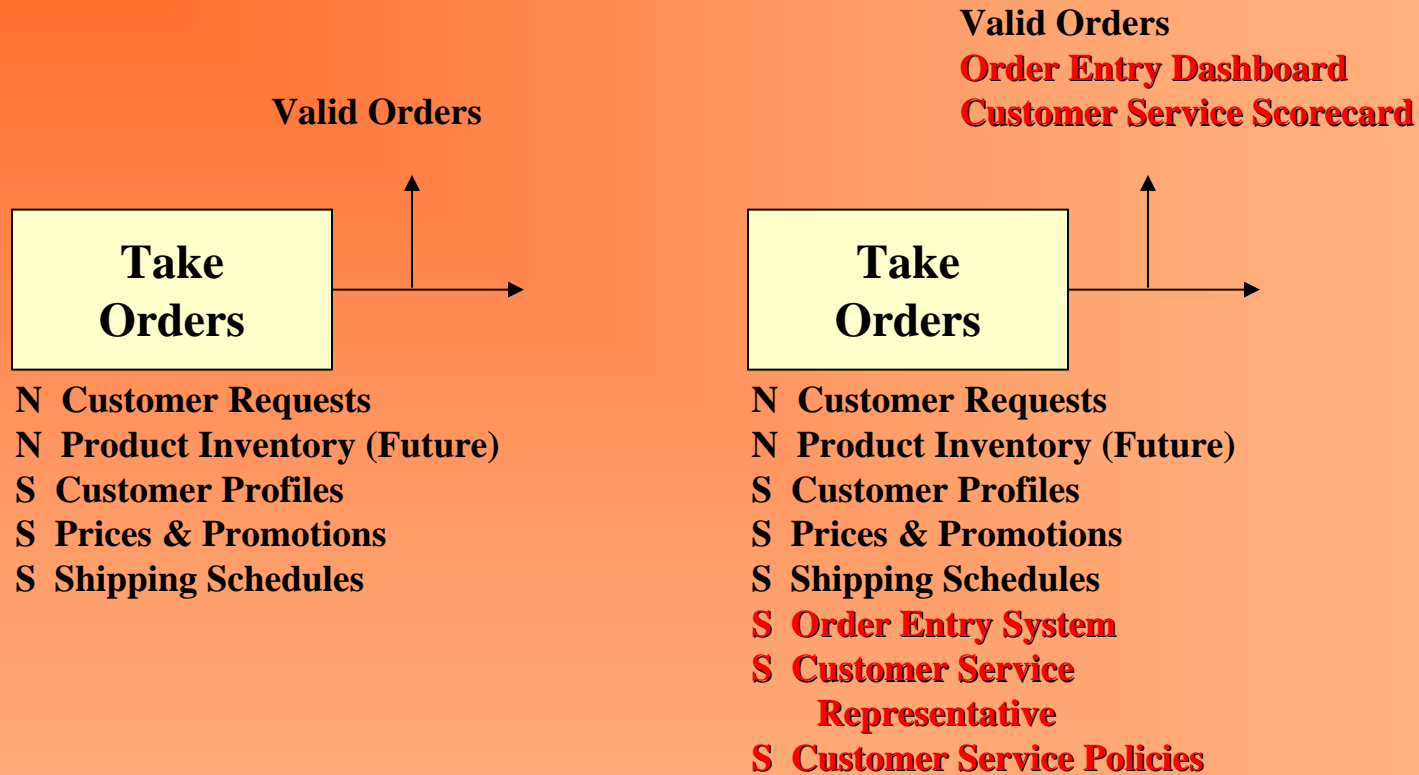 Valid Orders
Take
Orders
N Customer Requests
N Product Inventory (Future)
S Customer Profiles
S Prices & Promotions
S Shipping Schedules
Valid Orders
Order Entry Dashboard
Customer Service Scorecard
Take
Orders
N Customer Requests
N Product Inventory (Future)
S Customer Profiles
S Prices & Promotions
S Shipping Schedules
S Order Entry System
S Customer Service
Representative
S Customer Service Policies